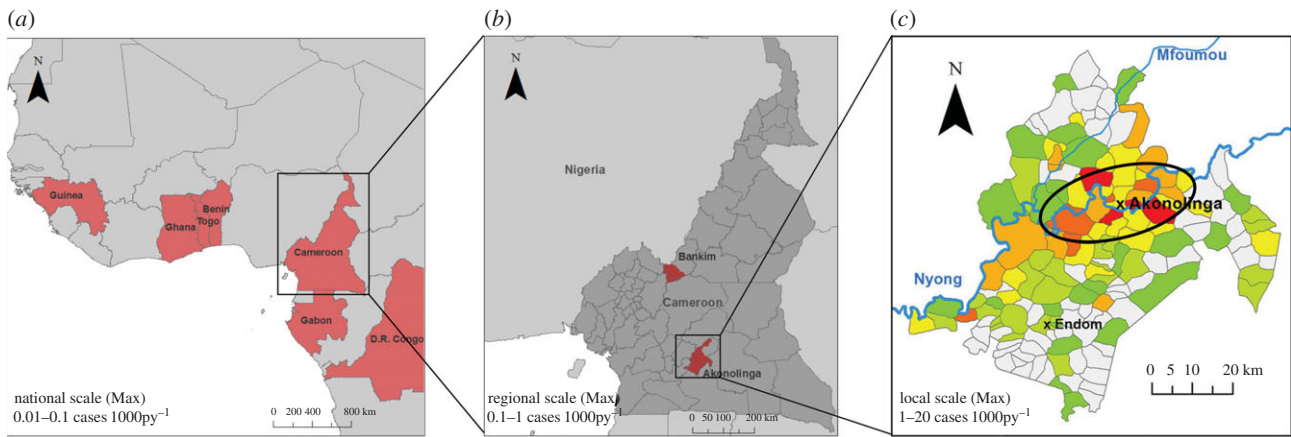 (a)
N
Guinea
Ghana
Togo
Benin
Cameroon
Gabon
D.R. Congo
national scale (Max)
0.01–0.1 cases 1000py⁻¹
0 200 400 800 km
(b)
N
Nigeria
Bankim
Cameroon
Akonolinga
regional scale (Max)
0.1–1 cases 1000py⁻¹
0 50 100 200 km
(c)
Mfoumou
N
x Akonolinga
Nyong
x Endom
0 5 10 20 km
local scale (Max)
1–20 cases 1000py⁻¹